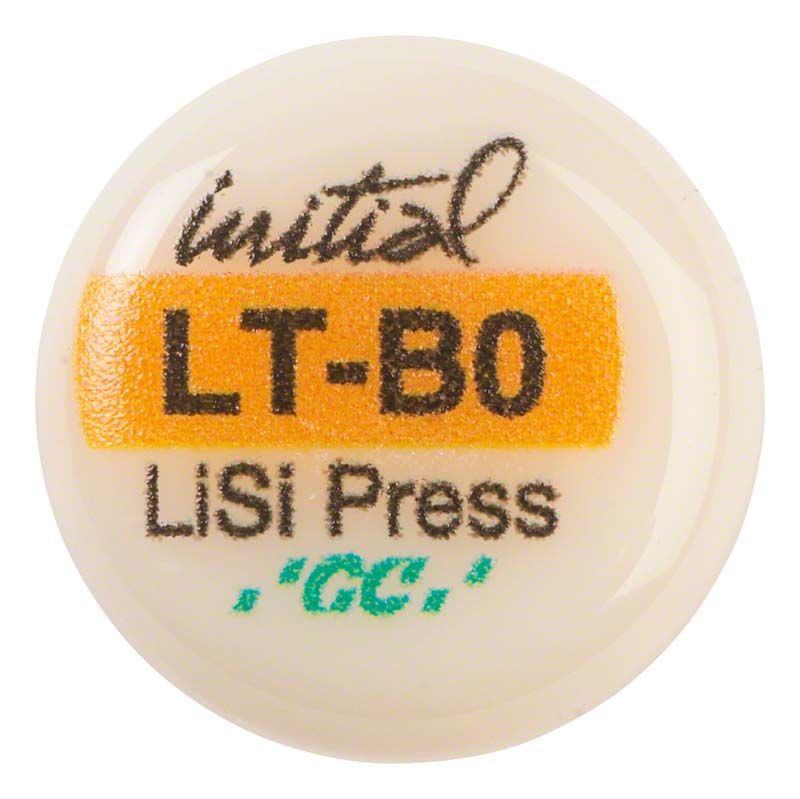 initial
LT-B0
LiSi Press
.'GC.'